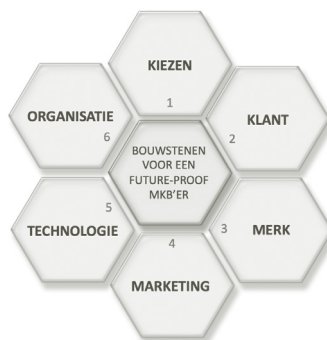 KIEZEN
1
KLANT
2
MERK
3
MARKETING
4
TECHNOLOGIE
5
ORGANISATIE
6
BOUWSTENEN
VOOR EEN
FUTURE-PROOF
MKB'ER